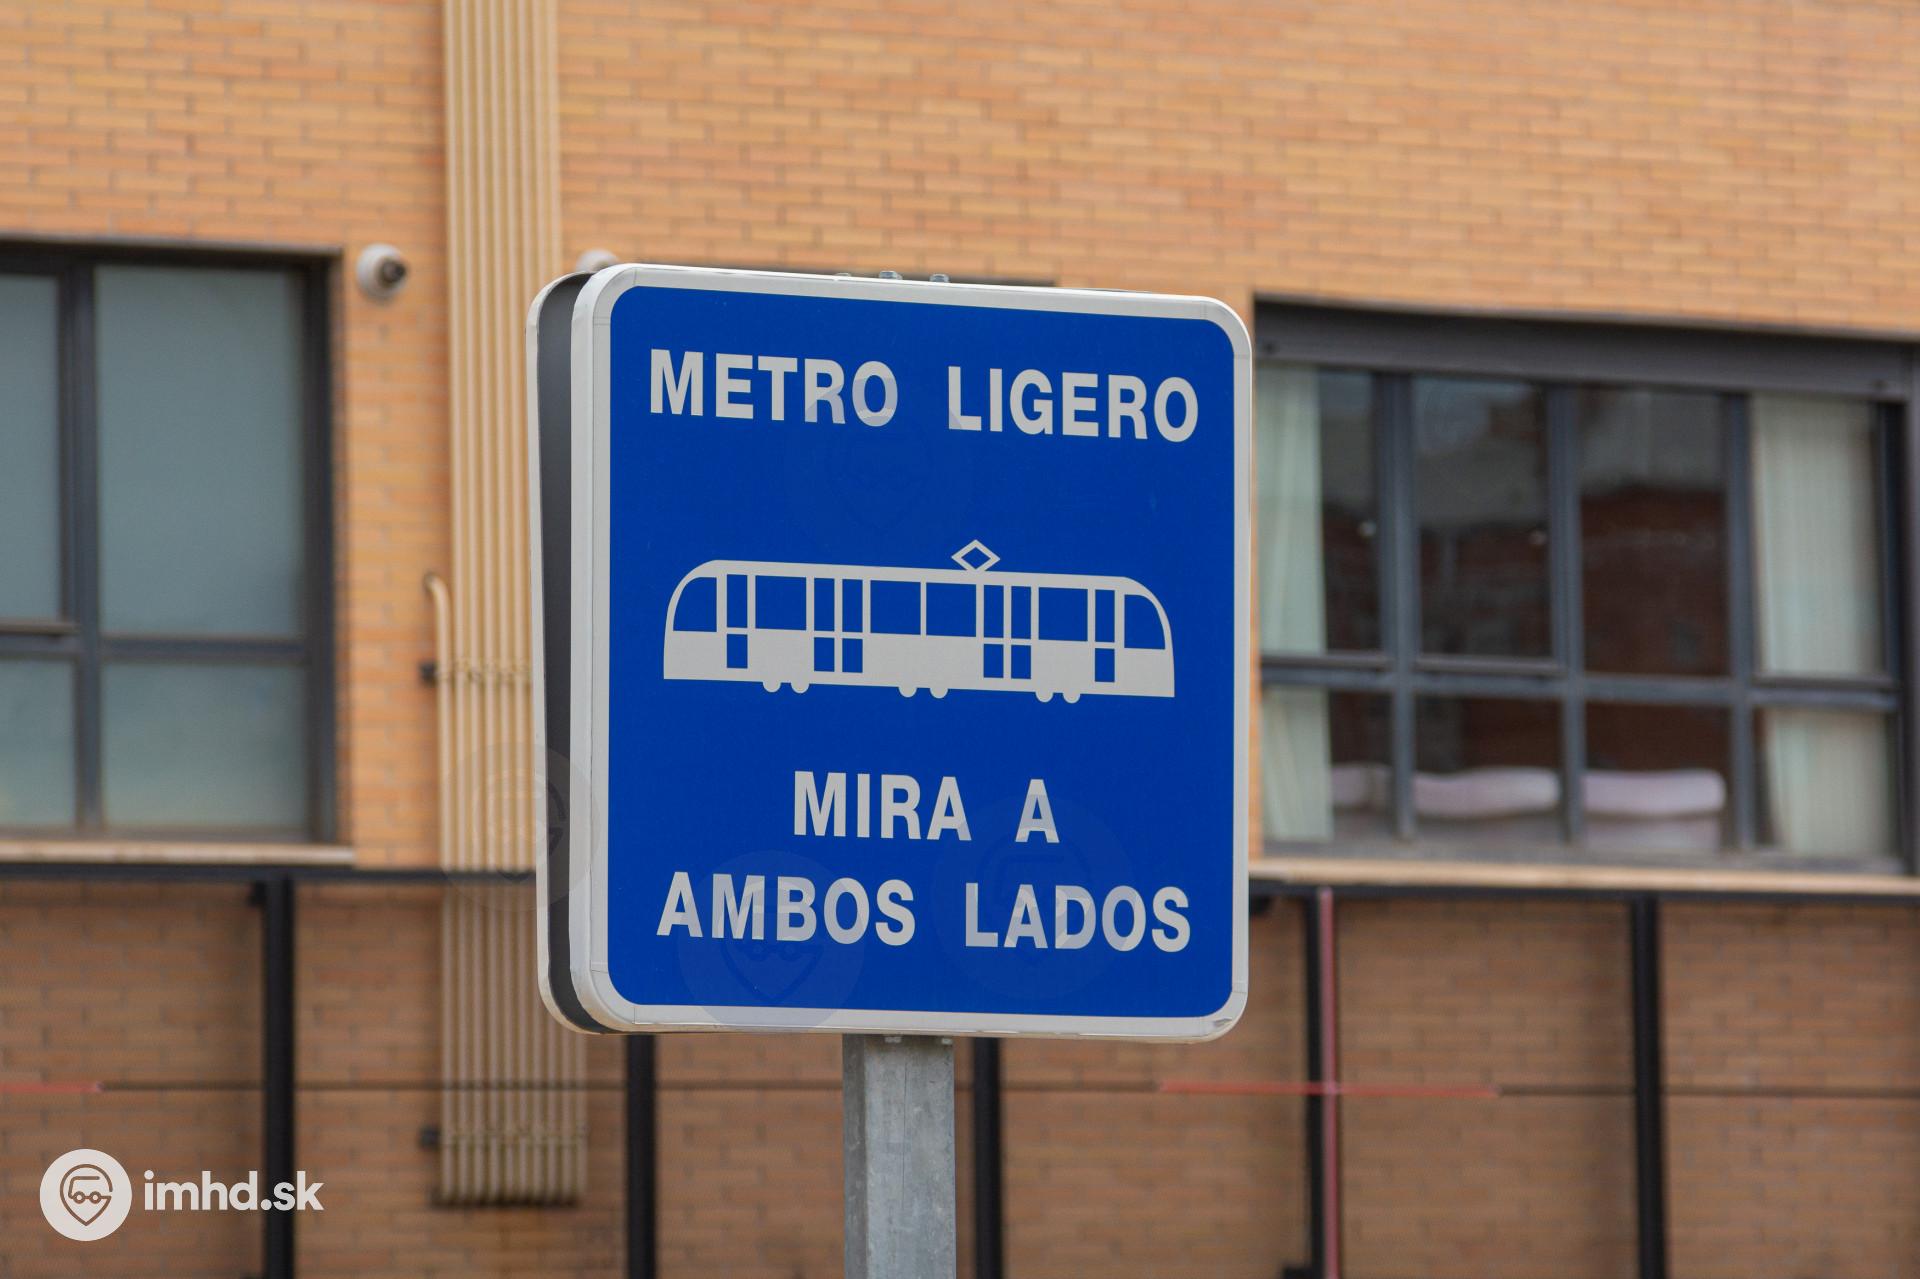 METRO LIGERO
MIRA A
AMBOS LADOS
imhd.sk